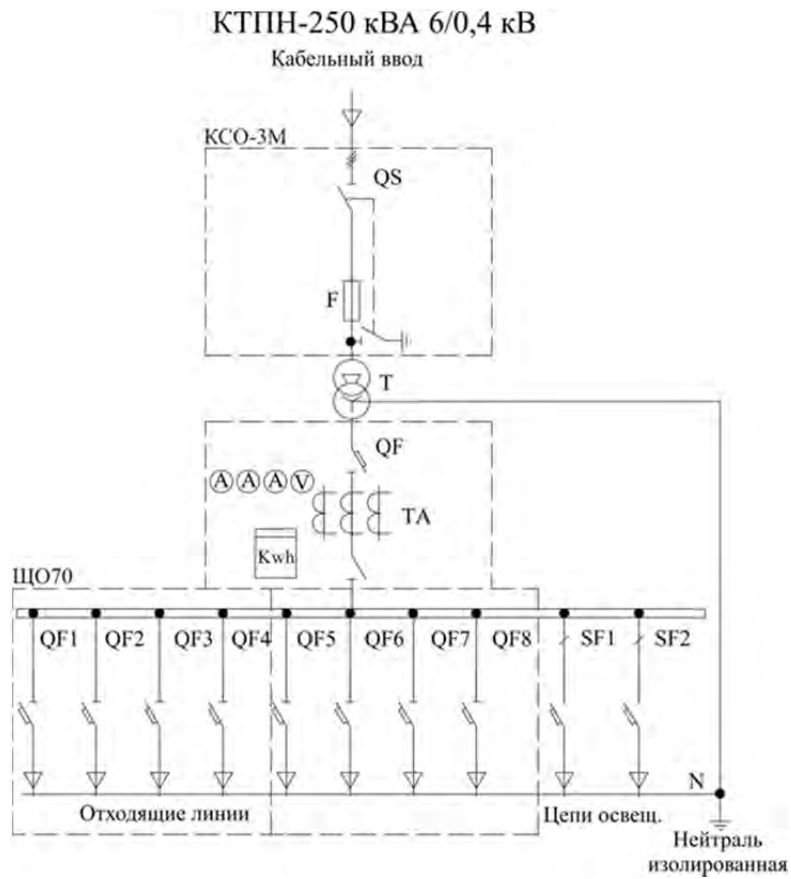 КТПН-250 кВА 6/0,4 кВ
Кабельный ввод
КСО-3М
QS
F
T
QF
A A A V
TA
Kwh
ЩО70
QF1 QF2 QF3 QF4 QF5 QF6 QF7 QF8 SF1 SF2
N
Отходящие линии
Цепи освещ.
Нейтраль
изолированная